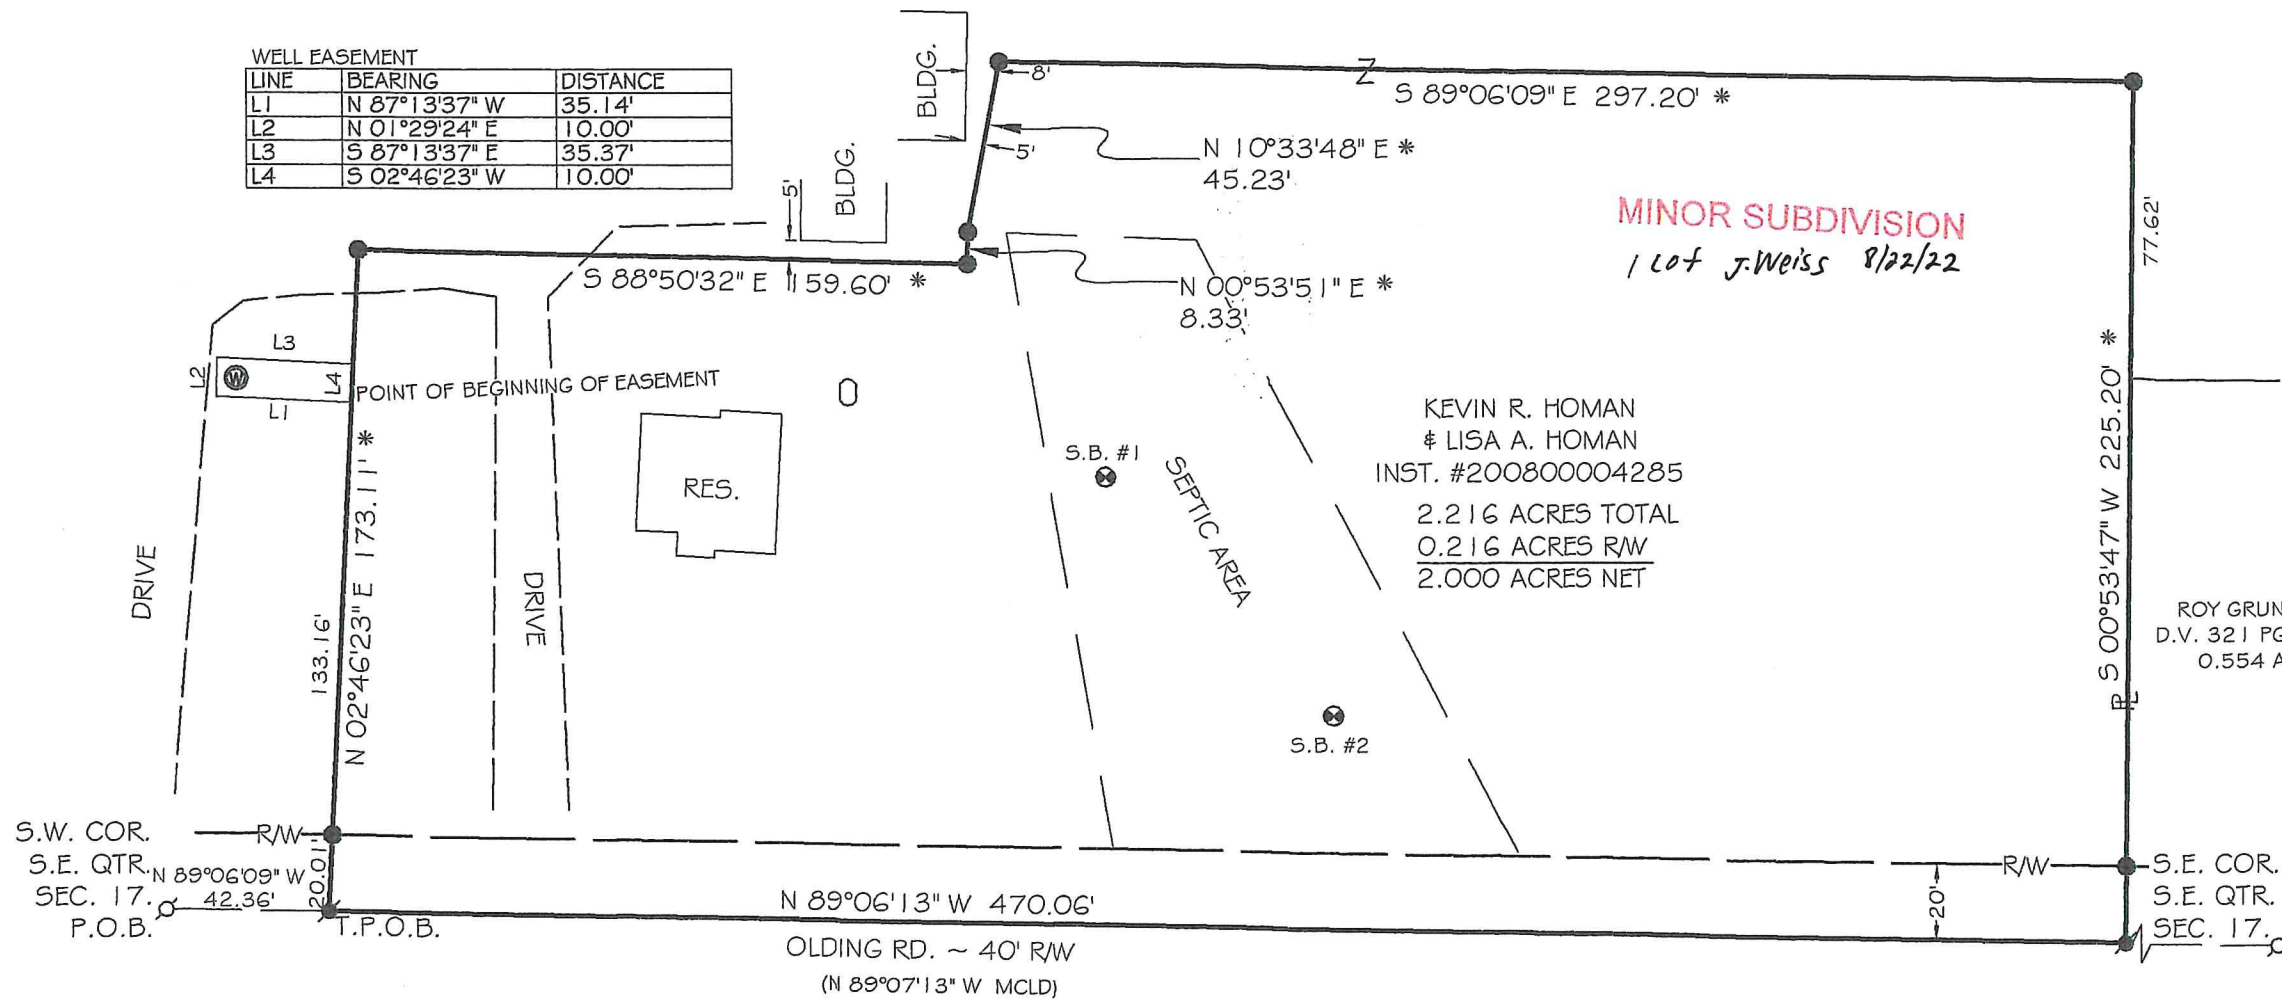 WELL EASEMENT
LINE BEARING DISTANCE
L1 N 87°13'37" W 35.14'
L2 N 01°29'24" E 10.00'
L3 S 87°13'37" E 35.37'
L4 S 02°46'23" W 10.00'
BLDG.
8'
5'
S 89°06'09" E 297.20' *
N 10°33'48" E *
45.23'
5'
BLDG.
MINOR SUBDIVISION
1 Lot J.Weiss 8/22/22
77.62'
S 88°50'32" E 159.60' *
N 00°53'51" E *
8.33'
L3
L2
W
L4
L1
POINT OF BEGINNING OF EASEMENT
RES.
S.B. #1
SEPTIC AREA
S.B. #2
KEVIN R. HOMAN
& LISA A. HOMAN
INST. #200800004285
2.216 ACRES TOTAL
0.216 ACRES R/W
2.000 ACRES NET
S 00°53'47" W 225.20' *
PL
ROY GRUN
D.V. 321 PG
0.554 A
DRIVE
133.16'
N 02°46'23" E 173.11' *
DRIVE
S.W. COR.
S.E. QTR.
SEC. 17.
P.O.B.
R/W
N 89°06'09" W
42.36'
20.01'
T.P.O.B.
N 89°06'13" W 470.06'
OLDING RD. ~ 40' R/W
(N 89°07'13" W MCLD)
20'
R/W
S.E. COR.
S.E. QTR.
SEC. 17.